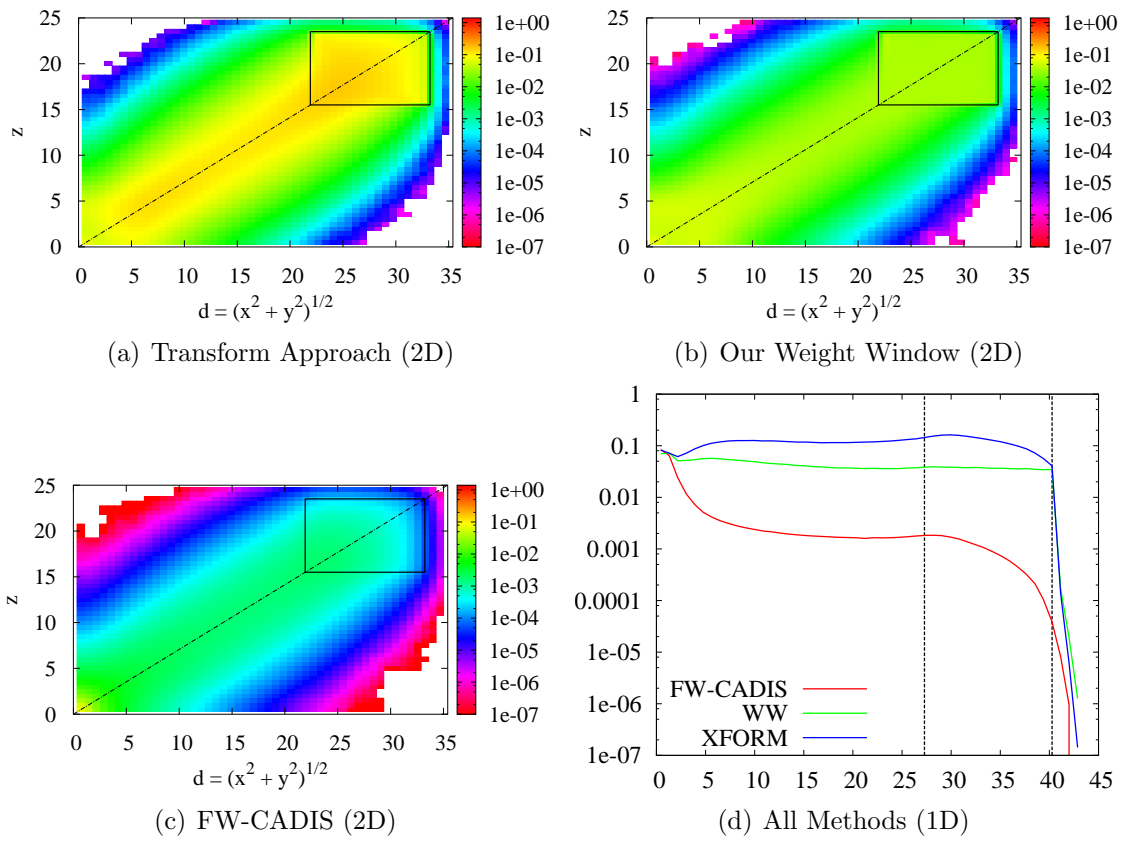 25
20
15
10
5
0
z
0 5 10 15 20 25 30 35
d = (x² + y²)^1/2
1e+00
1e-01
1e-02
1e-03
1e-04
1e-05
1e-06
1e-07
(a) Transform Approach (2D)
25
20
15
10
5
0
z
0 5 10 15 20 25 30 35
d = (x² + y²)^1/2
1e+00
1e-01
1e-02
1e-03
1e-04
1e-05
1e-06
1e-07
(b) Our Weight Window (2D)
25
20
15
10
5
0
z
0 5 10 15 20 25 30 35
d = (x² + y²)^1/2
1e+00
1e-01
1e-02
1e-03
1e-04
1e-05
1e-06
1e-07
(c) FW-CADIS (2D)
1
0.1
0.01
0.001
0.0001
1e-05
1e-06
1e-07
FW-CADIS
WW
XFORM
0 5 10 15 20 25 30 35 40 45
(d) All Methods (1D)